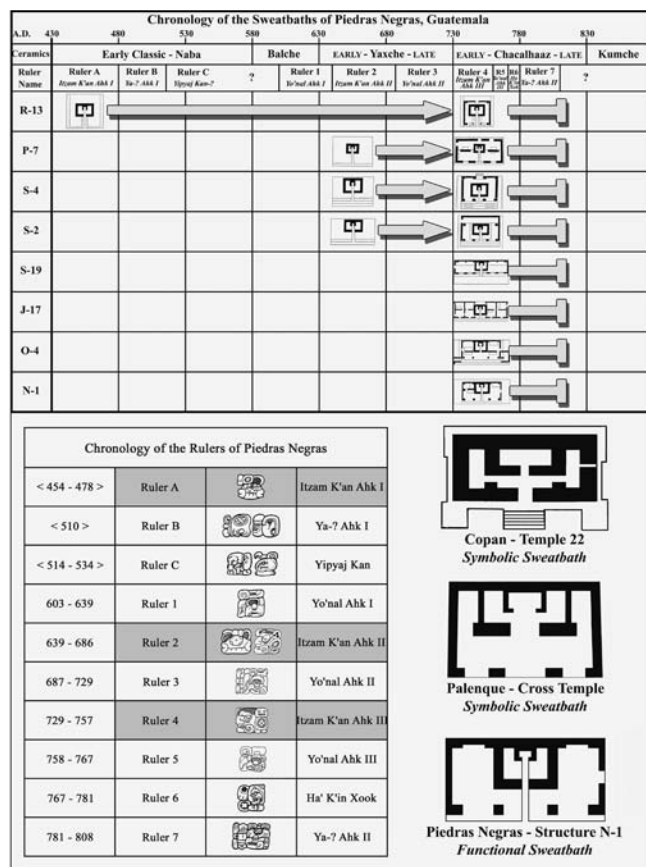 Chronology of the Sweatbaths of Piedras Negras, Guatemala
A.D. 430 480 530 580 630 680 730 780 830
Ceramics Early Classic - Naba Balche EARLY - Yaxche - LATE EARLY - Chacalhaaz - LATE Kumche
Ruler Name
Ruler A Ruler B Ruler C ? Ruler 1 Ruler 2 Ruler 3 Ruler 4 R5 R6 Ruler 7 ?
Itzam K'an Ahk I Ya-? Ahk I Yipyaj Kan-? Yo'nal Ahk I Itzam K'an Ahk II Yo'nal Ahk II Itzam K'an Ahk III Ya-? Ahk II
R-13
P-7
S-4
S-2
S-19
J-17
O-4
N-1
Chronology of the Rulers of Piedras Negras
< 454 - 478 > Ruler A Itzam K'an Ahk I
< 510 > Ruler B Ya-? Ahk I
< 514 - 534 > Ruler C Yipyaj Kan
603 - 639 Ruler 1 Yo'nal Ahk I
639 - 686 Ruler 2 Itzam K'an Ahk II
687 - 729 Ruler 3 Yo'nal Ahk II
729 - 757 Ruler 4 Itzam K'an Ahk III
758 - 767 Ruler 5 Yo'nal Ahk III
767 - 781 Ruler 6 Ha' K'in Xook
781 - 808 Ruler 7 Ya-? Ahk II
Copan - Temple 22
Symbolic Sweatbath
Palenque - Cross Temple
Symbolic Sweatbath
Piedras Negras - Structure N-1
Functional Sweatbath